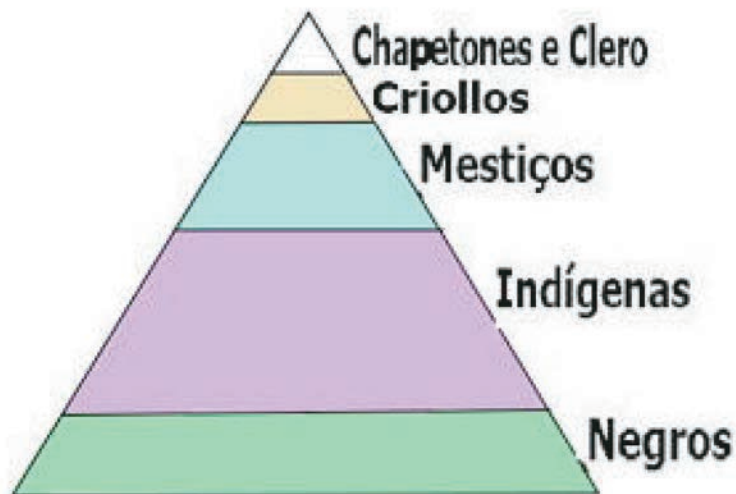 Chapetones e Clero
Criollos
Mestiços
Indígenas
Negros